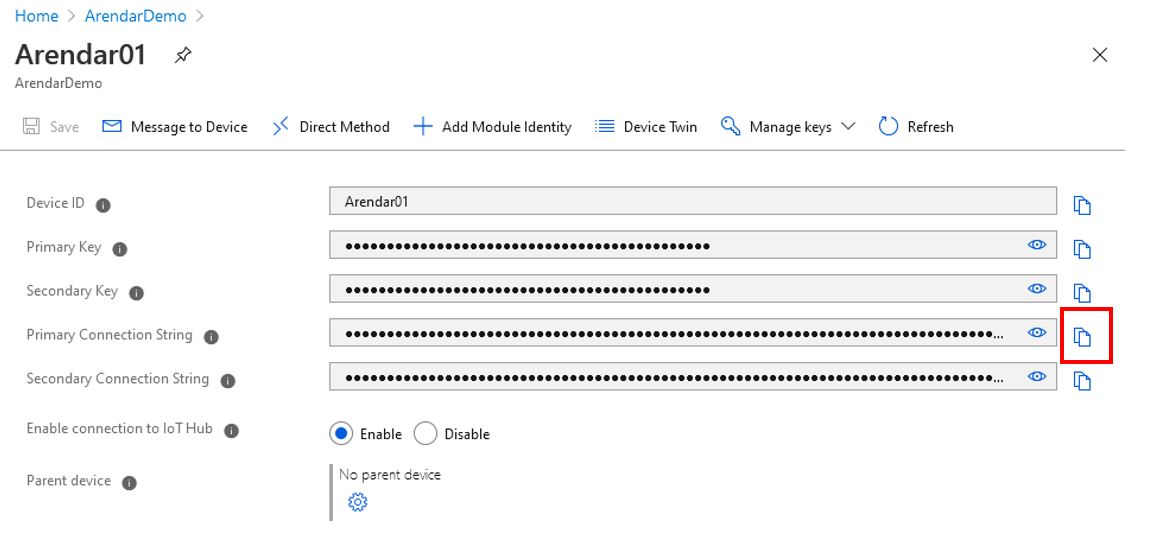 Home > ArendarDemo >
Arendar01
ArendarDemo
Save Message to Device Direct Method Add Module Identity Device Twin Manage keys Refresh
Device ID Arendar01
Primary Key ••••••••••••••••••••••••••••••••••••••••••••
Secondary Key ••••••••••••••••••••••••••••••••••••••••••••
Primary Connection String •••••••••••••••••••••••••••••••••••••••••••••••••••••••••••••••••••••••••••••••...
Secondary Connection String •••••••••••••••••••••••••••••••••••••••••••••••••••••••••••••••••••••••••••••••...
Enable connection to IoT Hub Enable Disable
Parent device No parent device